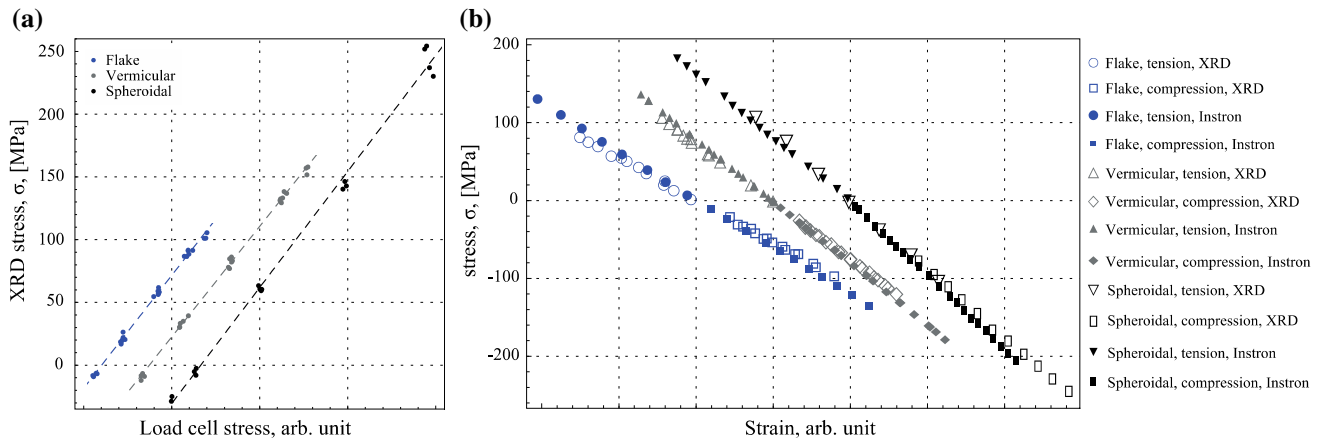 (a)
XRD stress, σ, [MPa]
250
200
150
100
50
0
Flake
Vermicular
Spheroidal
Load cell stress, arb. unit
(b)
stress, σ, [MPa]
200
100
0
-100
-200
Strain, arb. unit
Flake, tension, XRD
Flake, compression, XRD
Flake, tension, Instron
Flake, compression, Instron
Vermicular, tension, XRD
Vermicular, compression, XRD
Vermicular, tension, Instron
Vermicular, compression, Instron
Spheroidal, tension, XRD
Spheroidal, compression, XRD
Spheroidal, tension, Instron
Spheroidal, compression, Instron